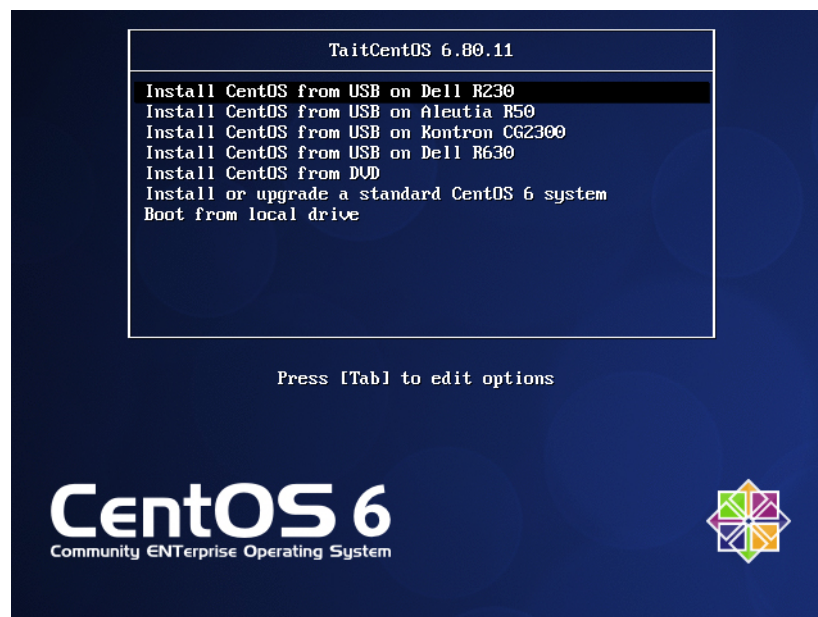 TaitCentOS 6.80.11
Install CentOS from USB on Dell R230
Install CentOS from USB on Aleutia R50
Install CentOS from USB on Kontron CG2300
Install CentOS from USB on Dell R630
Install CentOS from DVD
Install or upgrade a standard CentOS 6 system
Boot from local drive
Press [Tab] to edit options
CentOS 6
Community ENTerprise Operating System